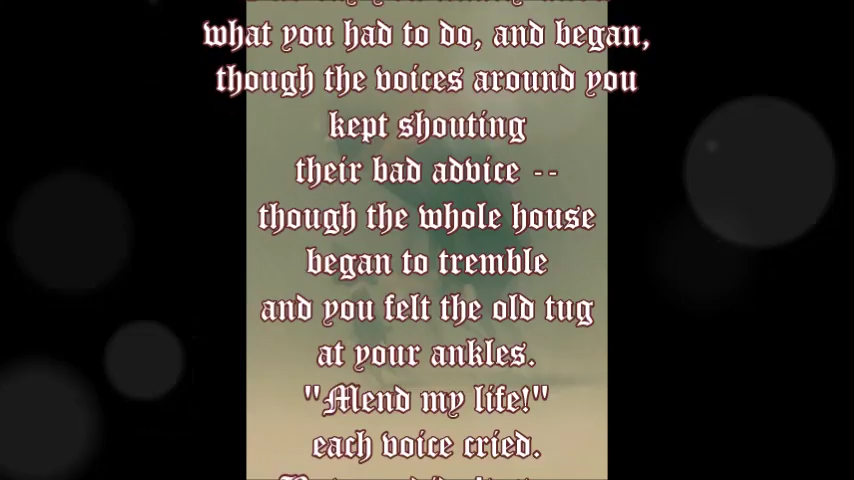 what you had to do, and began,
though the voices around you
kept shouting
their bad advice --
though the whole house
began to tremble
and you felt the old tug
at your ankles.
"Mend my life!"
each voice cried.